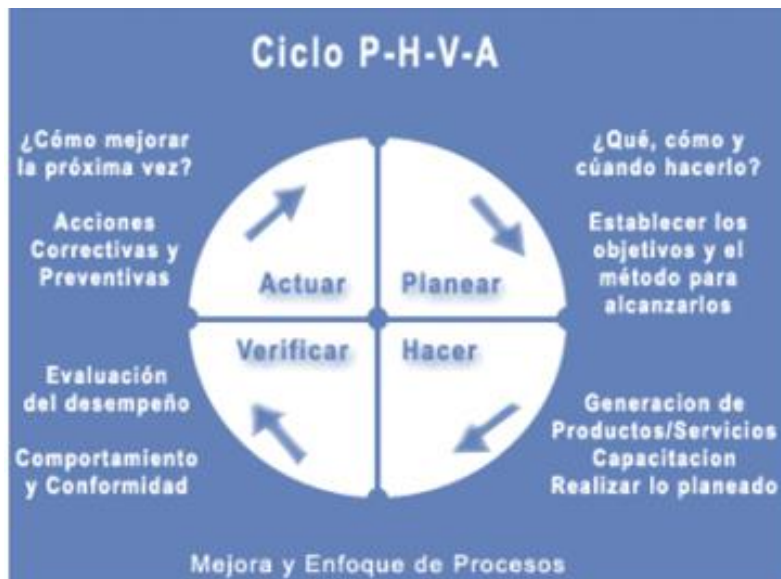 Ciclo P-H-V-A
¿Cómo mejorar
la próxima vez?
Acciones
Correctivas y
Preventivas
Actuar
¿Qué, cómo y
cúando hacerlo?
Establecer los
objetivos y el
método para
alcanzarlos
Planear
Verificar
Evaluación
del desempeño
Comportamiento
y Conformidad
Hacer
Generacion de
Productos/Servicios
Capacitacion
Realizar lo planeado
Mejora y Enfoque de Procesos